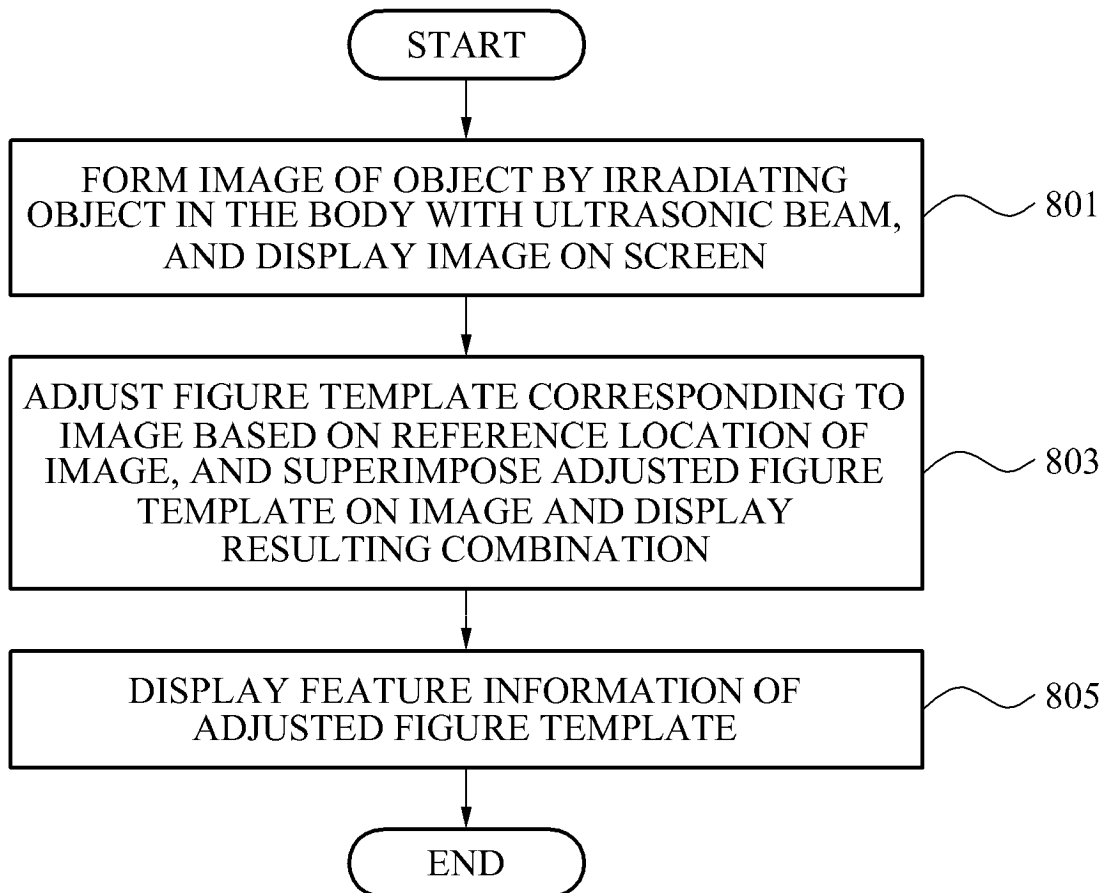 START
FORM IMAGE OF OBJECT BY IRRADIATING
OBJECT IN THE BODY WITH ULTRASONIC BEAM,
AND DISPLAY IMAGE ON SCREEN
801
ADJUST FIGURE TEMPLATE CORRESPONDING TO
IMAGE BASED ON REFERENCE LOCATION OF
IMAGE, AND SUPERIMPOSE ADJUSTED FIGURE
TEMPLATE ON IMAGE AND DISPLAY
RESULTING COMBINATION
803
DISPLAY FEATURE INFORMATION OF
ADJUSTED FIGURE TEMPLATE
805
END